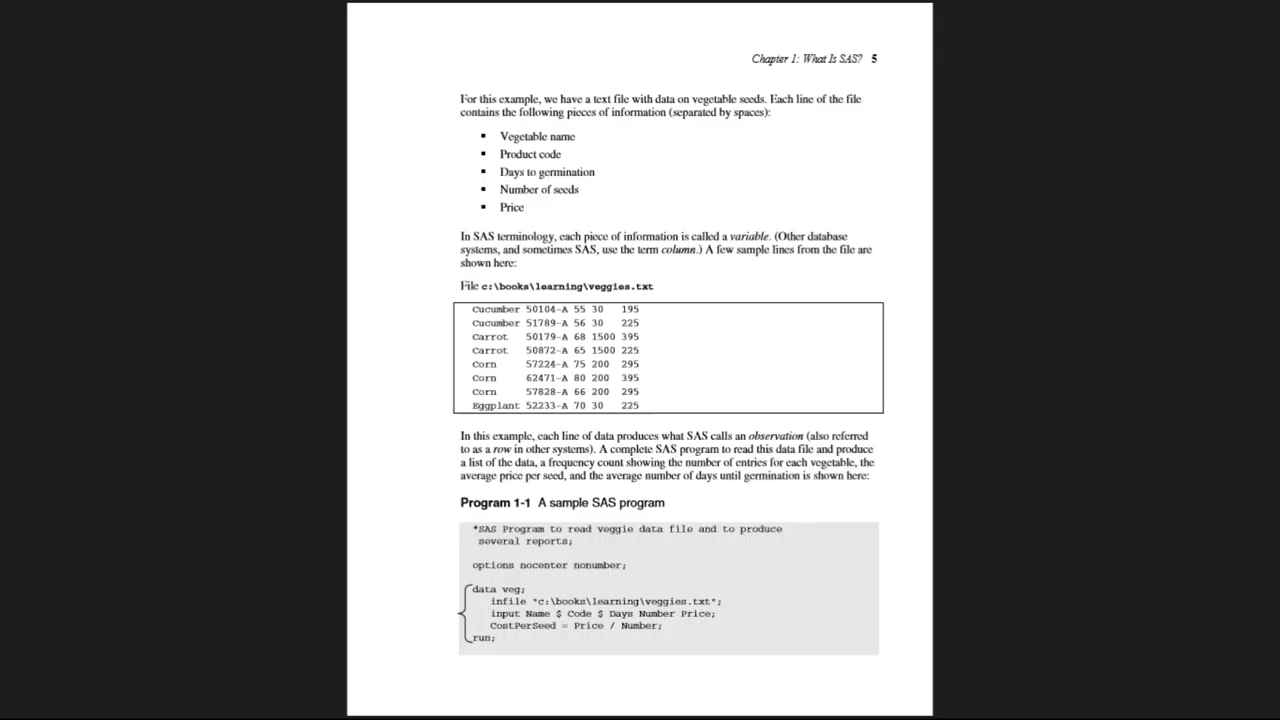 Chapter 1: What Is SAS? 5
For this example, we have a text file with data on vegetable seeds. Each line of the file
contains the following pieces of information (separated by spaces):
▪ Vegetable name
▪ Product code
▪ Days to germination
▪ Number of seeds
▪ Price
In SAS terminology, each piece of information is called a variable. (Other database
systems, and sometimes SAS, use the term column.) A few sample lines from the file are
shown here:
File c:\books\learning\veggies.txt
Cucumber 50104-A 55 30 195
Cucumber 51789-A 56 30 225
Carrot 50179-A 68 1500 395
Carrot 50872-A 65 1500 225
Corn 57224-A 75 200 295
Corn 62471-A 80 200 395
Corn 57828-A 66 200 295
Eggplant 52233-A 70 30 225
In this example, each line of data produces what SAS calls an observation (also referred
to as a row in other systems). A complete SAS program to read this data file and produce
a list of the data, a frequency count showing the number of entries for each vegetable, the
average price per seed, and the average number of days until germination is shown here:
Program 1-1 A sample SAS program
*SAS Program to read veggie data file and to produce
several reports;
options nocenter nonumber;
data veg;
infile "c:\books\learning\veggies.txt";
input Name $ Code $ Days Number Price;
CostPerSeed = Price / Number;
run;